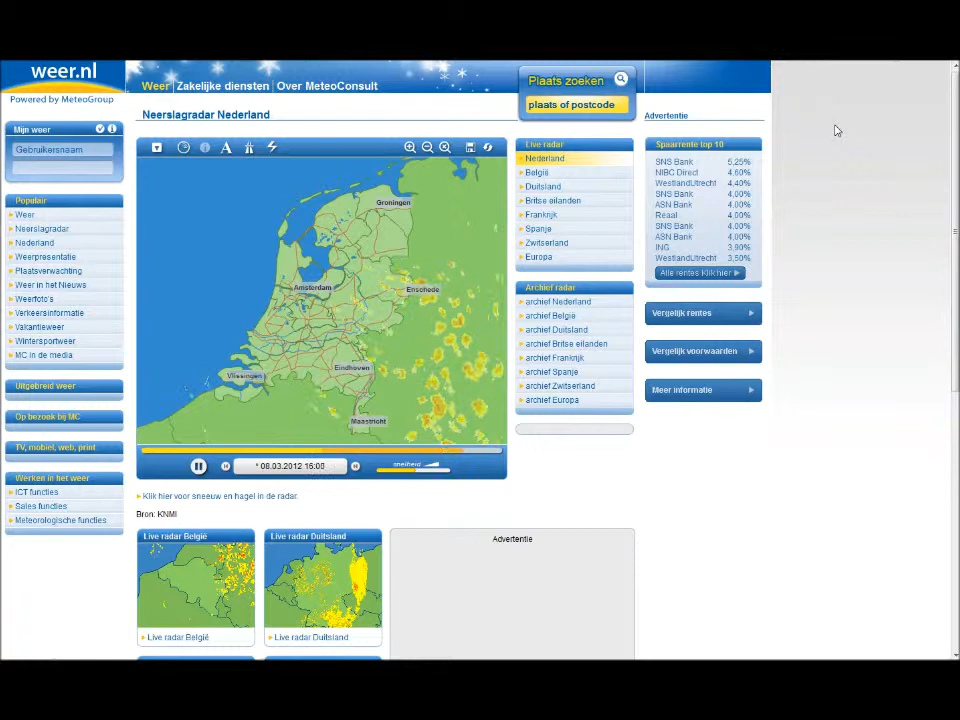 weer.nl
Powered by MeteoGroup
Weer Zakelijke diensten Over MeteoConsult
Plaats zoeken
plaats of postcode
Neerslagradar Nederland
Advertentie
Mijn weer
Gebruikersnaam
Populair
Weer
Neerslagradar
Nederland
Weerpresentatie
Plaatsverwachting
Weer in het Nieuws
Weerfoto's
Verkeersinformatie
Vakantieweer
Wintersportweer
MC in de media
Uitgebreid weer
Op bezoek bij MC
TV, mobiel, web, print
Werken in het weer
ICT functies
Sales functies
Meteorologische functies
A
Groningen
Amsterdam
Enschede
Eindhoven
Vlissingen
Maastricht
* 08.03.2012 16:00
snelheid
Klik hier voor sneeuw en hagel in de radar.
Bron: KNMI
Live radar België
Live radar Duitsland
Live radar België
Live radar Duitsland
Advertentie
Live radar
Nederland
België
Duitsland
Britse eilanden
Frankrijk
Spanje
Zwitserland
Europa
Archief radar
archief Nederland
archief België
archief Duitsland
archief Britse eilanden
archief Frankrijk
archief Spanje
archief Zwitserland
archief Europa
Spaarrente top 10
SNS Bank 5,25%
NIBC Direct 4,60%
WestlandUtrecht 4,40%
SNS Bank 4,00%
ASN Bank 4,00%
Reaal 4,00%
SNS Bank 4,00%
ASN Bank 4,00%
ING 3,90%
WestlandUtrecht 3,50%
Alle rentes Klik hier
Vergelijk rentes
Vergelijk voorwaarden
Meer informatie